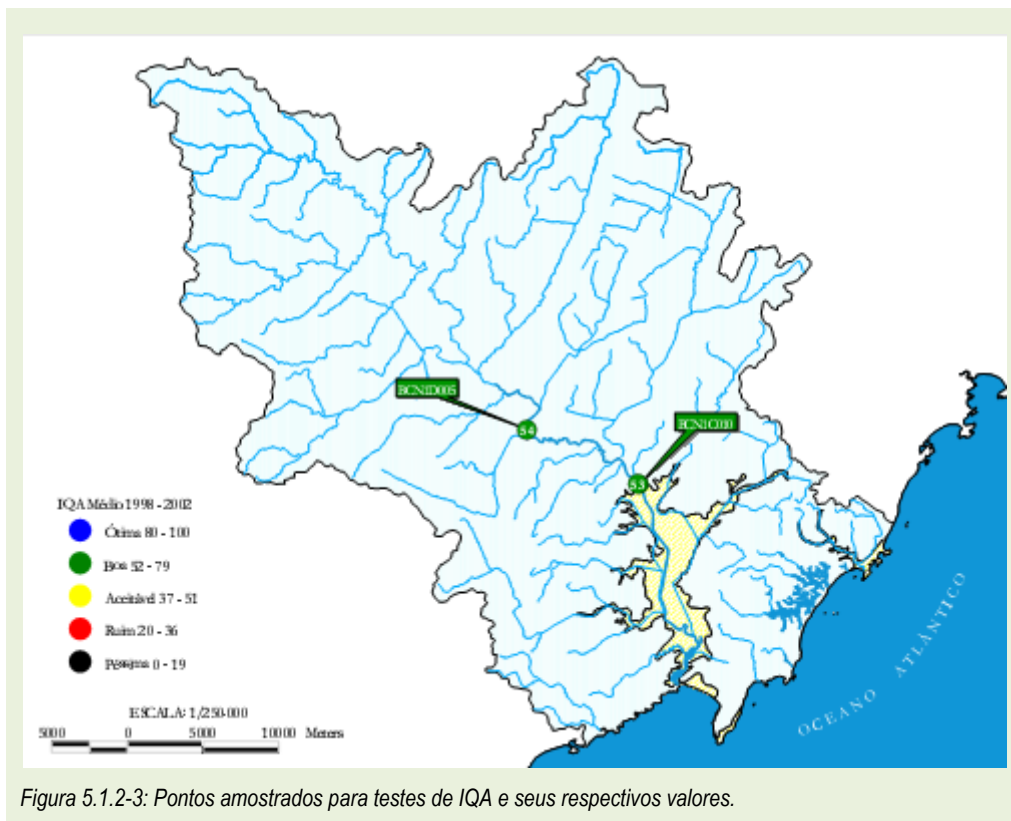 BCN1D005
54
BCN1C010
53
IQA Médio 1998 - 2002
Ótima 80 - 100
Boa 52 - 79
Aceitável 37 - 51
Ruim 20 - 36
Péssima 0 - 19
ESCALA: 1/250-000
5000 0 5000 10000 Meters
OCEANO ATLÂNTICO
Figura 5.1.2-3: Pontos amostrados para testes de IQA e seus respectivos valores.